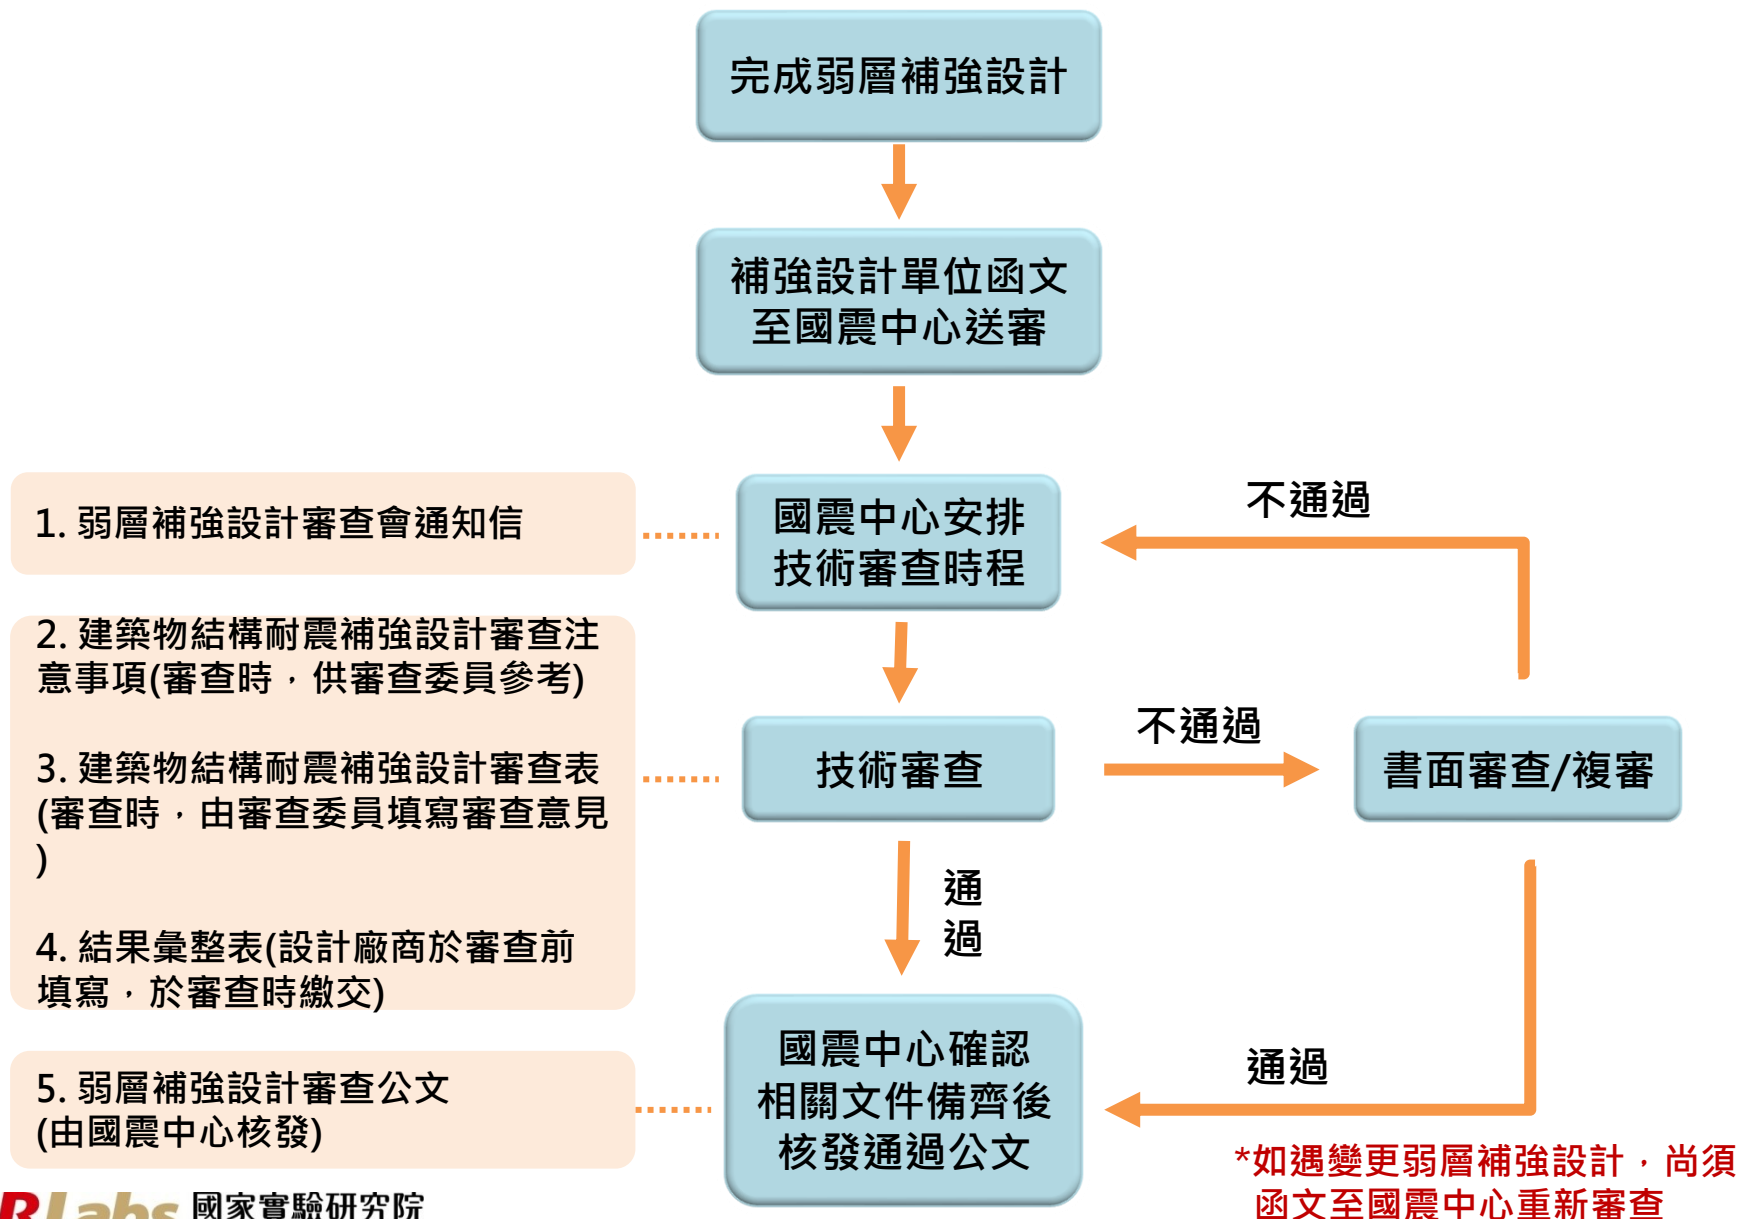 完成弱層補強設計
補強設計單位函文
至國震中心送審
1. 弱層補強設計審查會通知信
國震中心安排
技術審查時程
不通過
2. 建築物結構耐震補強設計審查注
意事項(審查時，供審查委員參考)
3. 建築物結構耐震補強設計審查表
(審查時，由審查委員填寫審查意見
)
4. 結果彙整表(設計廠商於審查前
填寫，於審查時繳交)
技術審查
不通過
書面審查/複審
通
過
通過
5. 弱層補強設計審查公文
(由國震中心核發)
國震中心確認
相關文件備齊後
核發通過公文
*如遇變更弱層補強設計，尚須
函文至國震中心重新審查
RLabs 國家實驗研究院